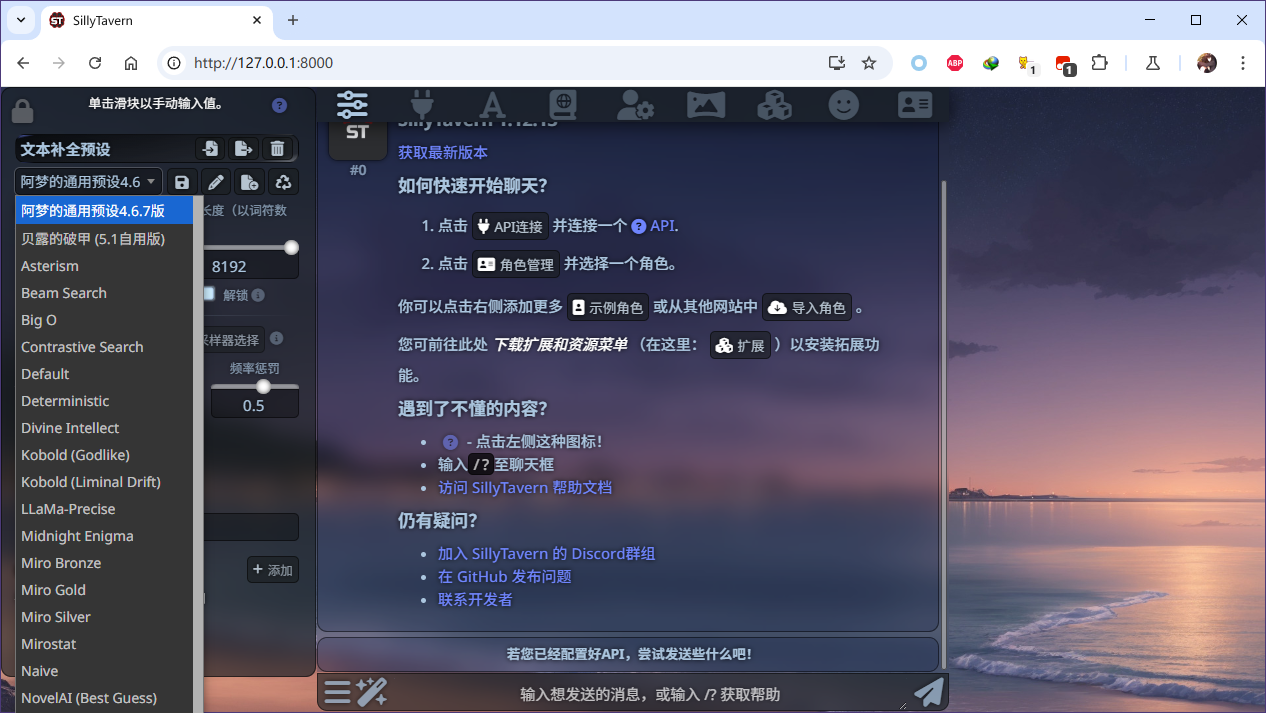 SillyTavern
http://127.0.0.1:8000
ABP
1
1
单击滑块以手动输入值。
文本补全预设
阿梦的通用预设4.6
阿梦的通用预设4.6.7版
贝露的破甲 (5.1自用版)
Asterism
Beam Search
Big O
Contrastive Search
Default
Deterministic
Divine Intellect
Kobold (Godlike)
Kobold (Liminal Drift)
LLaMa-Precise
Midnight Enigma
Miro Bronze
Miro Gold
Miro Silver
Mirostat
Naive
NovelAI (Best Guess)
长度（以词符数
8192
解锁
采样器选择
频率惩罚
0.5
添加
ST
#0
SillyTavern 1.12.13
获取最新版本
如何快速开始聊天？
1. 点击 API连接 并连接一个 API.
2. 点击 角色管理 并选择一个角色。
你可以点击右侧添加更多 示例角色 或从其他网站中 导入角色 。
您可前往此处 下载扩展和资源菜单 （在这里： 扩展 ）以安装拓展功
能。
遇到了不懂的内容？
? - 点击左侧这种图标！
输入 /? 至聊天框
访问 SillyTavern 帮助文档
仍有疑问？
加入 SillyTavern 的 Discord群组
在 GitHub 发布问题
联系开发者
若您已经配置好API，尝试发送些什么吧！
输入想发送的消息，或输入 /? 获取帮助